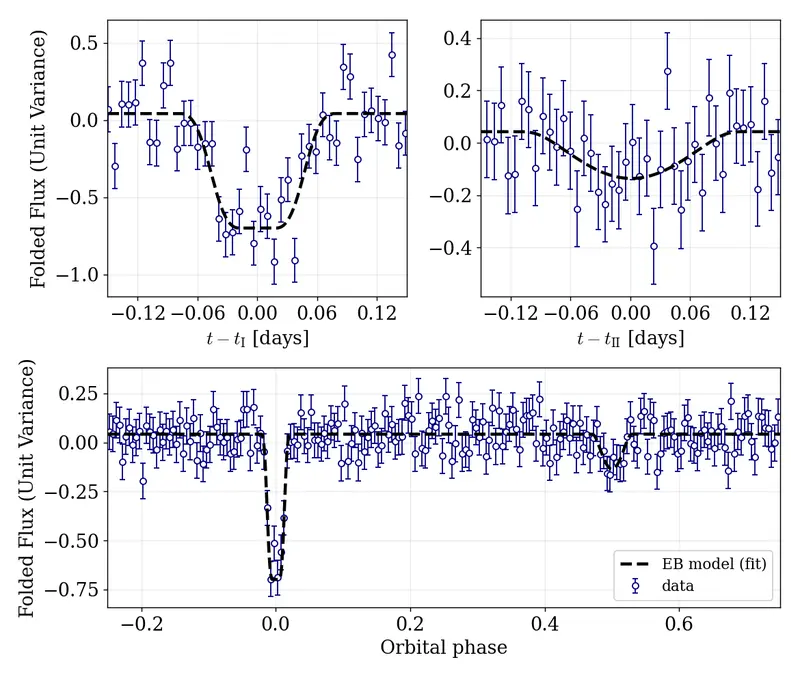 Folded Flux (Unit Variance)
0.5
0.0
−0.5
−1.0
−0.12 −0.06 0.00 0.06 0.12
t − tI [days]
0.4
0.2
0.0
−0.2
−0.4
−0.12 −0.06 0.00 0.06 0.12
t − tII [days]
Folded Flux (Unit Variance)
0.25
0.00
−0.25
−0.50
−0.75
−0.2 0.0 0.2 0.4 0.6
Orbital phase
EB model (fit)
data